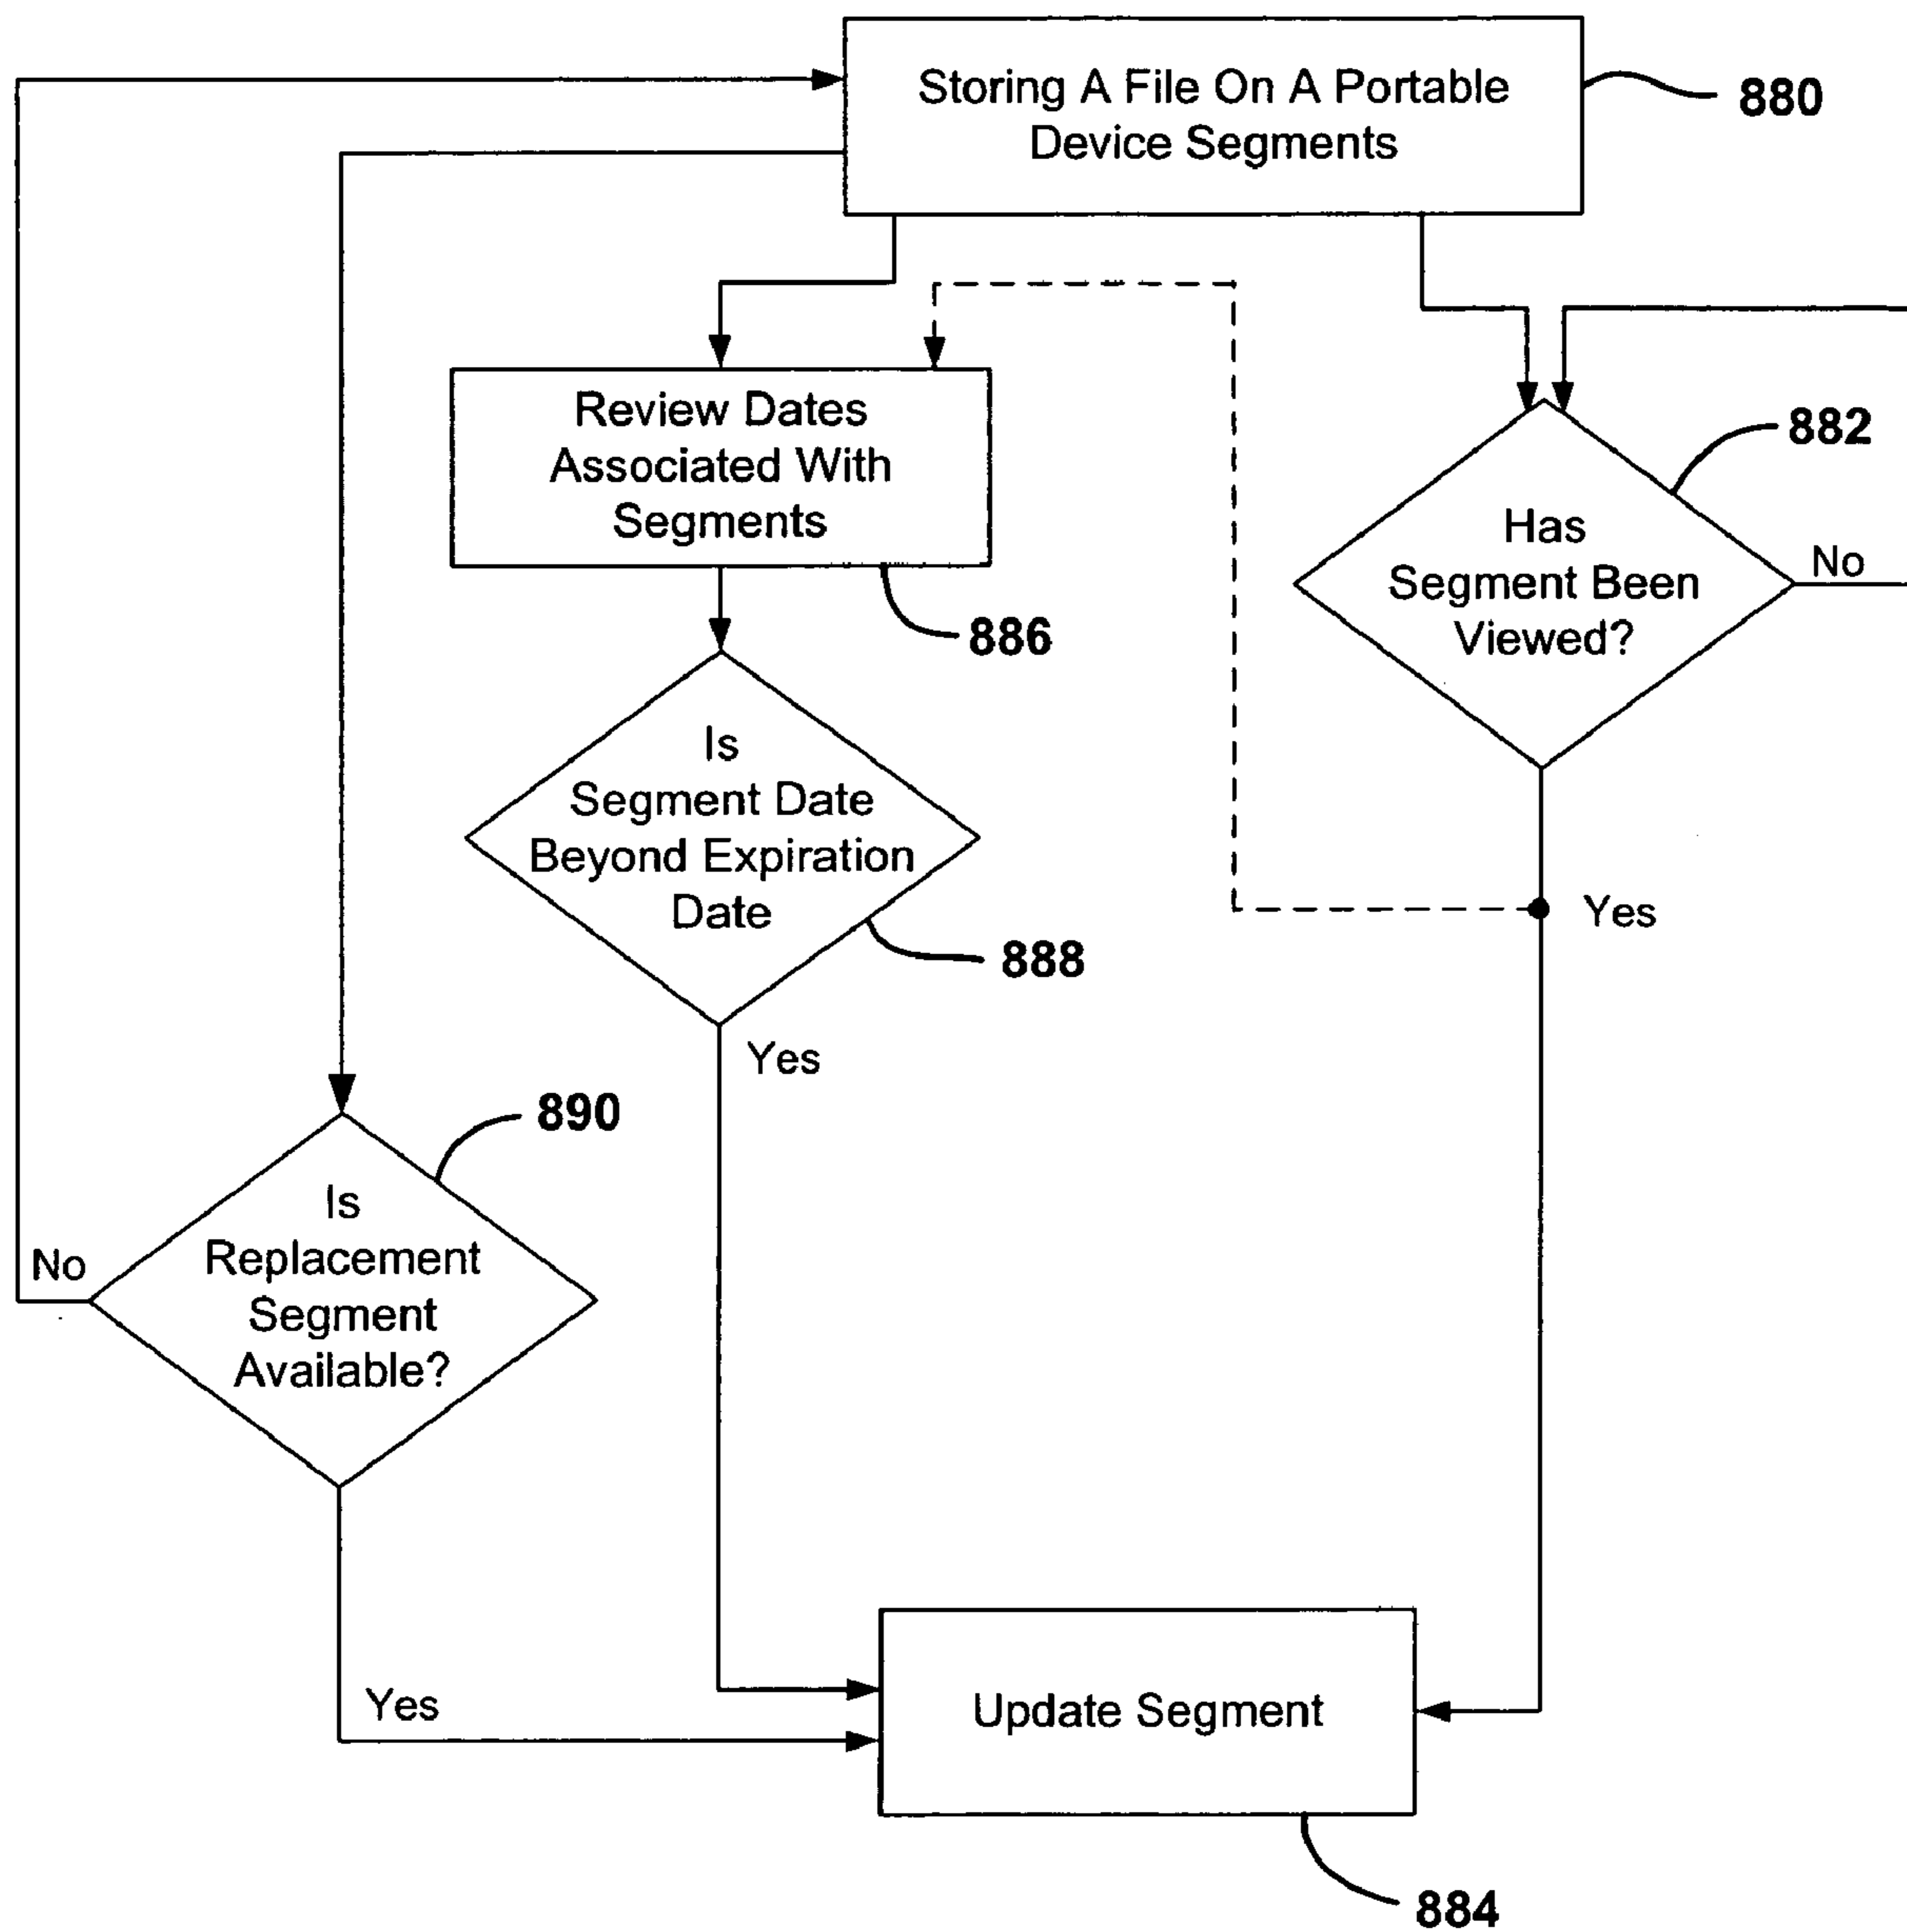 Storing A File On A Portable
Device Segments
880
Review Dates
Associated With
Segments
886
882
Has
Segment Been
Viewed?
No
Is
Segment Date
Beyond Expiration
Date
888
Yes
Yes
890
Is
Replacement
Segment
Available?
No
Yes
Update Segment
884